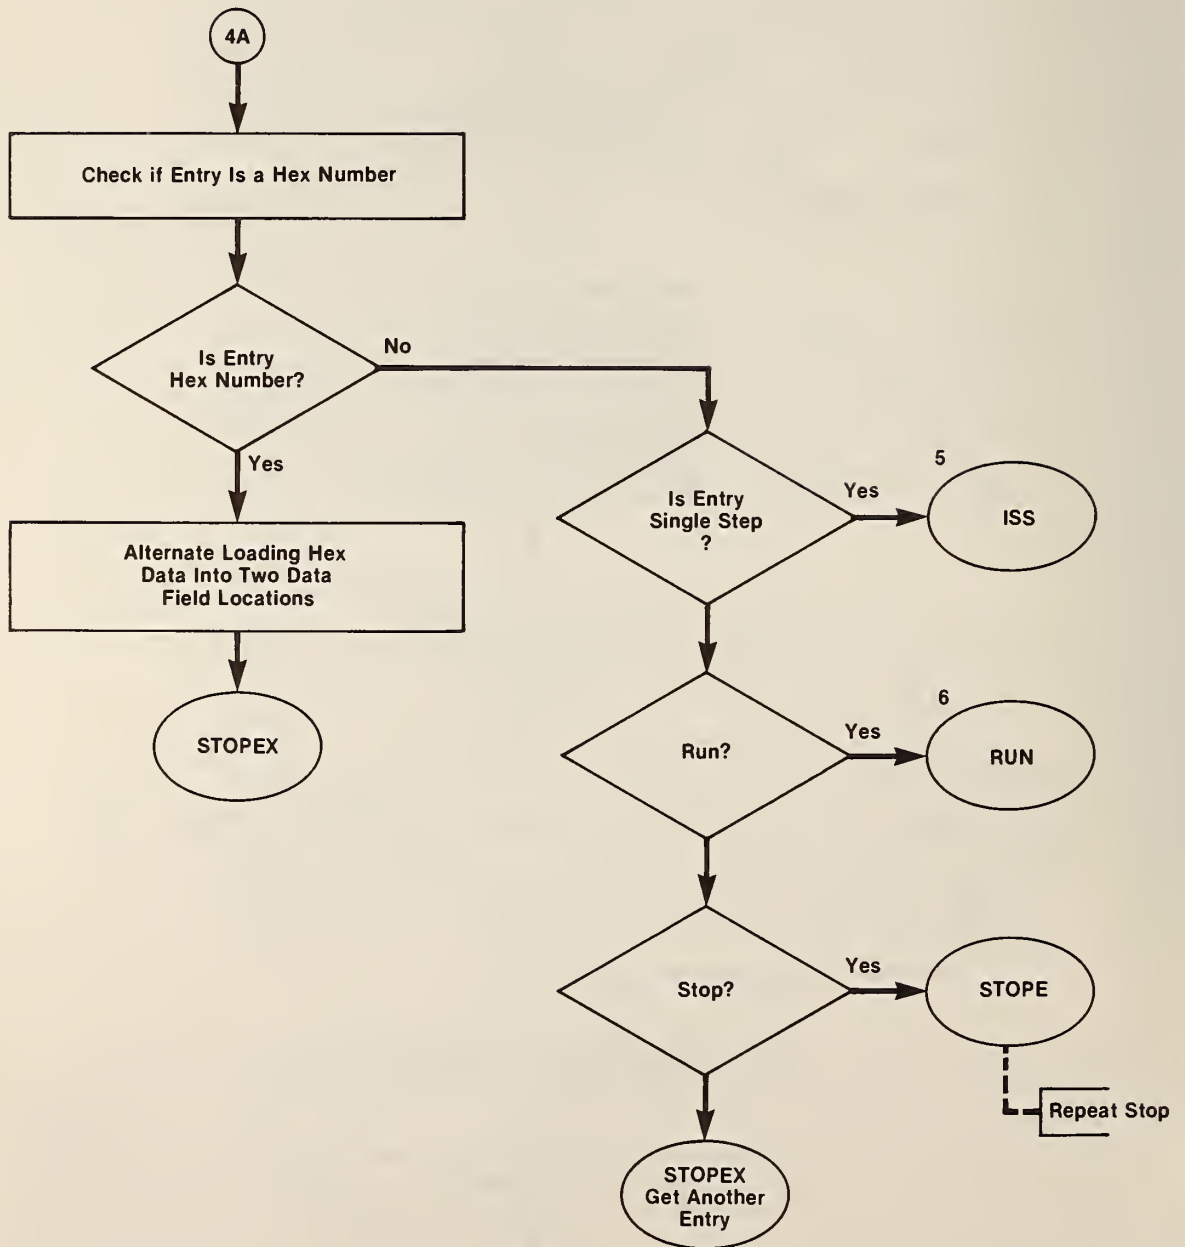 4A
Check if Entry Is a Hex Number
Is Entry
Hex Number?
No
Yes
Alternate Loading Hex
Data Into Two Data
Field Locations
STOPEX
Is Entry
Single Step
?
Yes
5
ISS
Run?
Yes
6
RUN
Stop?
Yes
STOPE
Repeat Stop
STOPEX
Get Another
Entry